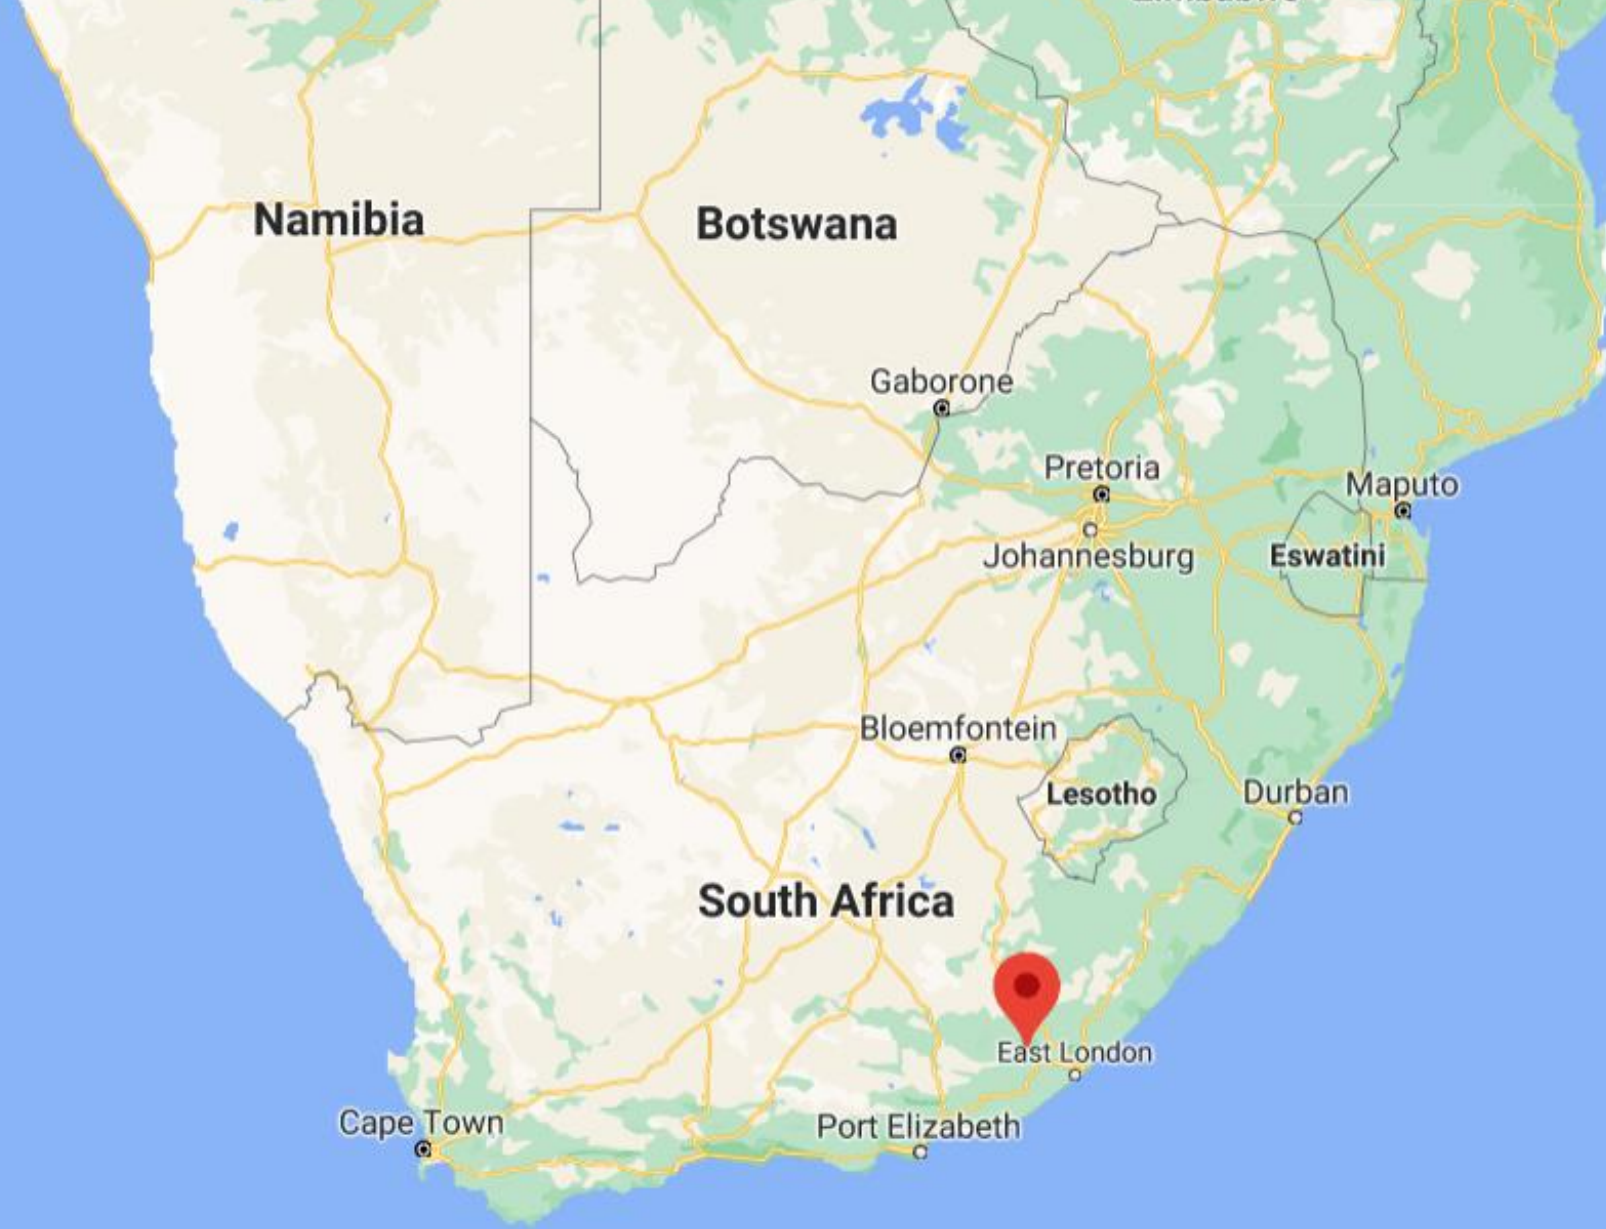 Namibia
Botswana
Gaborone
Pretoria
Maputo
Johannesburg
Eswatini
Bloemfontein
Lesotho
Durban
South Africa
East London
Cape Town
Port Elizabeth